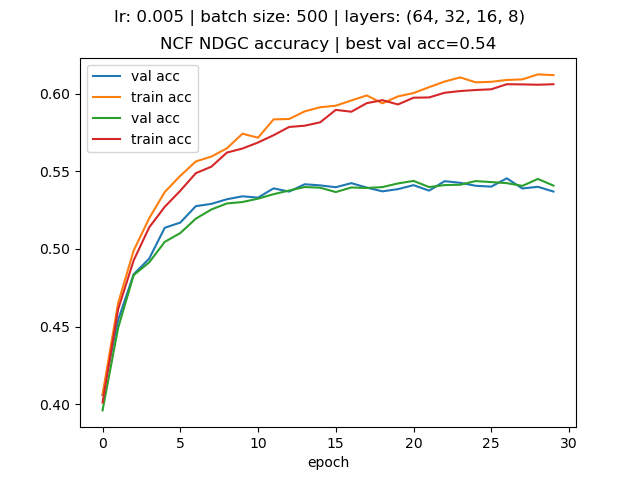 lr: 0.005 | batch size: 500 | layers: (64, 32, 16, 8)
NCF NDGC accuracy | best val acc=0.54
val acc
train acc
val acc
train acc
0.60
0.55
0.50
0.45
0.40
0 5 10 15 20 25 30
epoch